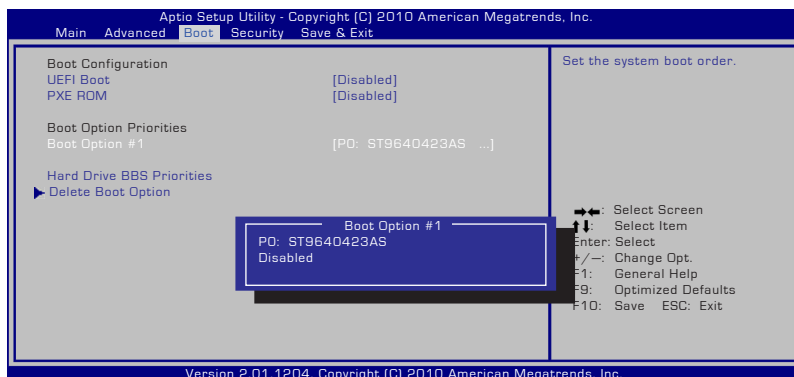 Aptio Setup Utility - Copyright (C) 2010 American Megatrends, Inc.
Main Advanced Boot Security Save & Exit
Boot Configuration
UEFI Boot [Disabled]
PXE ROM [Disabled]
Boot Option Priorities
Boot Option #1 [P0: ST9640423AS ...]
Hard Drive BBS Priorities
Delete Boot Option
Set the system boot order.
Boot Option #1
P0: ST9640423AS
Disabled
: Select Screen
: Select Item
Enter: Select
+/—: Change Opt.
F1: General Help
F9: Optimized Defaults
F10: Save ESC: Exit
Version 2.01.1204. Copyright (C) 2010 American Megatrends, Inc.